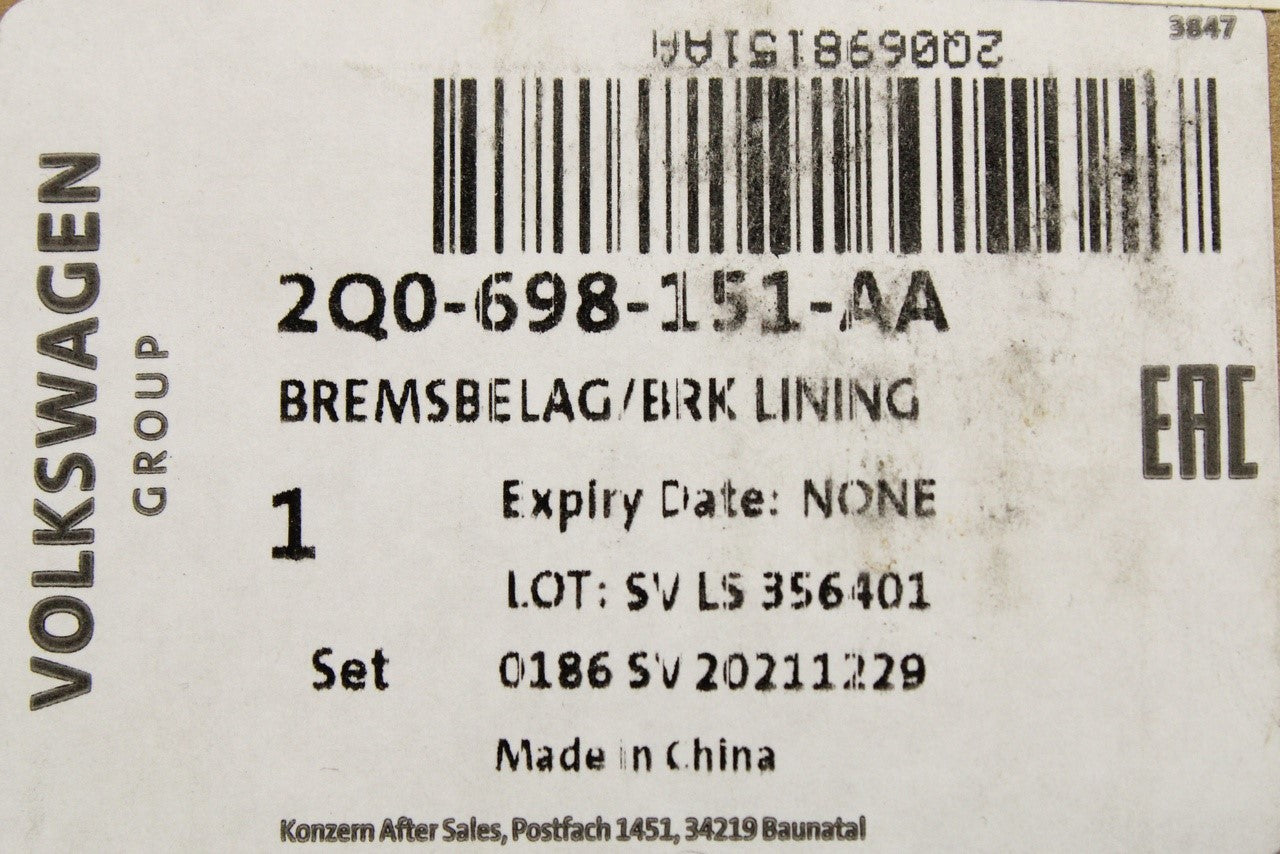 3847
2Q0698151AA
2Q0-698-151-AA
BREMSBELAG/BRK LINING
EAC
1
Expiry Date: NONE
LOT: SV LS 356401
Set
0186 SV 20211229
Made in China
Konzern After Sales, Postfach 1451, 34219 Baunatal
VOLKSWAGEN
GROUP